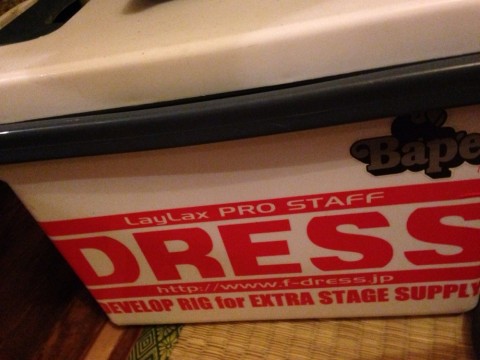 Bape
LayLax PRO STAFF
DRESS
http://www.f-dress.jp
DEVELOP RIG for EXTRA STAGE SUPPLY